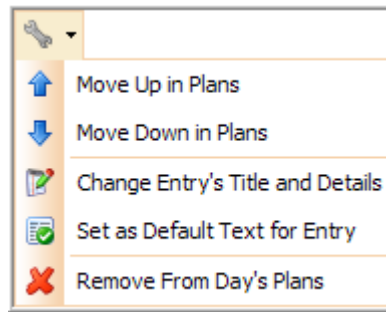 Move Up in Plans
Move Down in Plans
Change Entry's Title and Details
Set as Default Text for Entry
Remove From Day's Plans